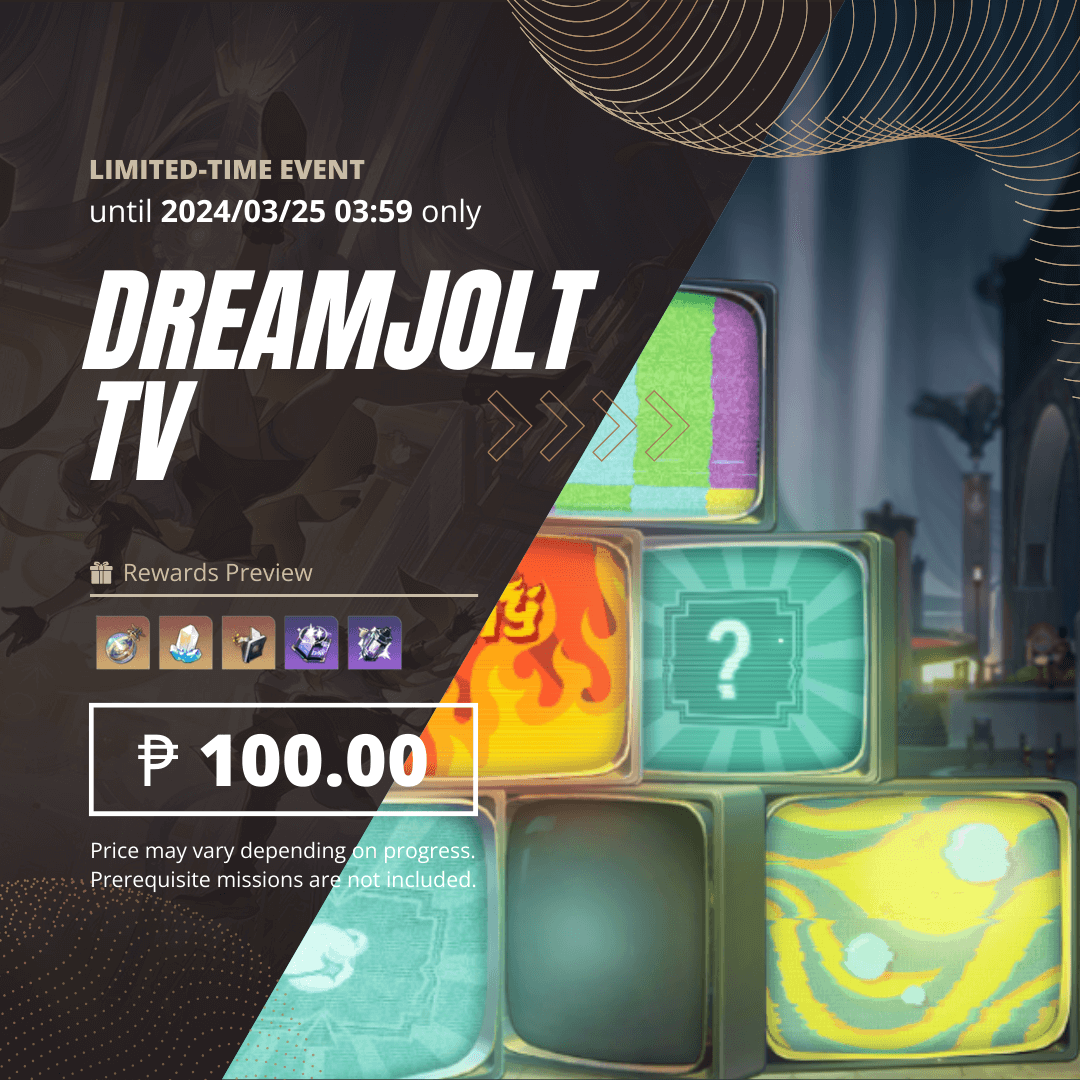 LIMITED-TIME EVENT
until 2024/03/25 03:59 only
DREAMJOLT
TV
Rewards Preview
₱ 100.00
Price may vary depending on progress.
Prerequisite missions are not included.
?